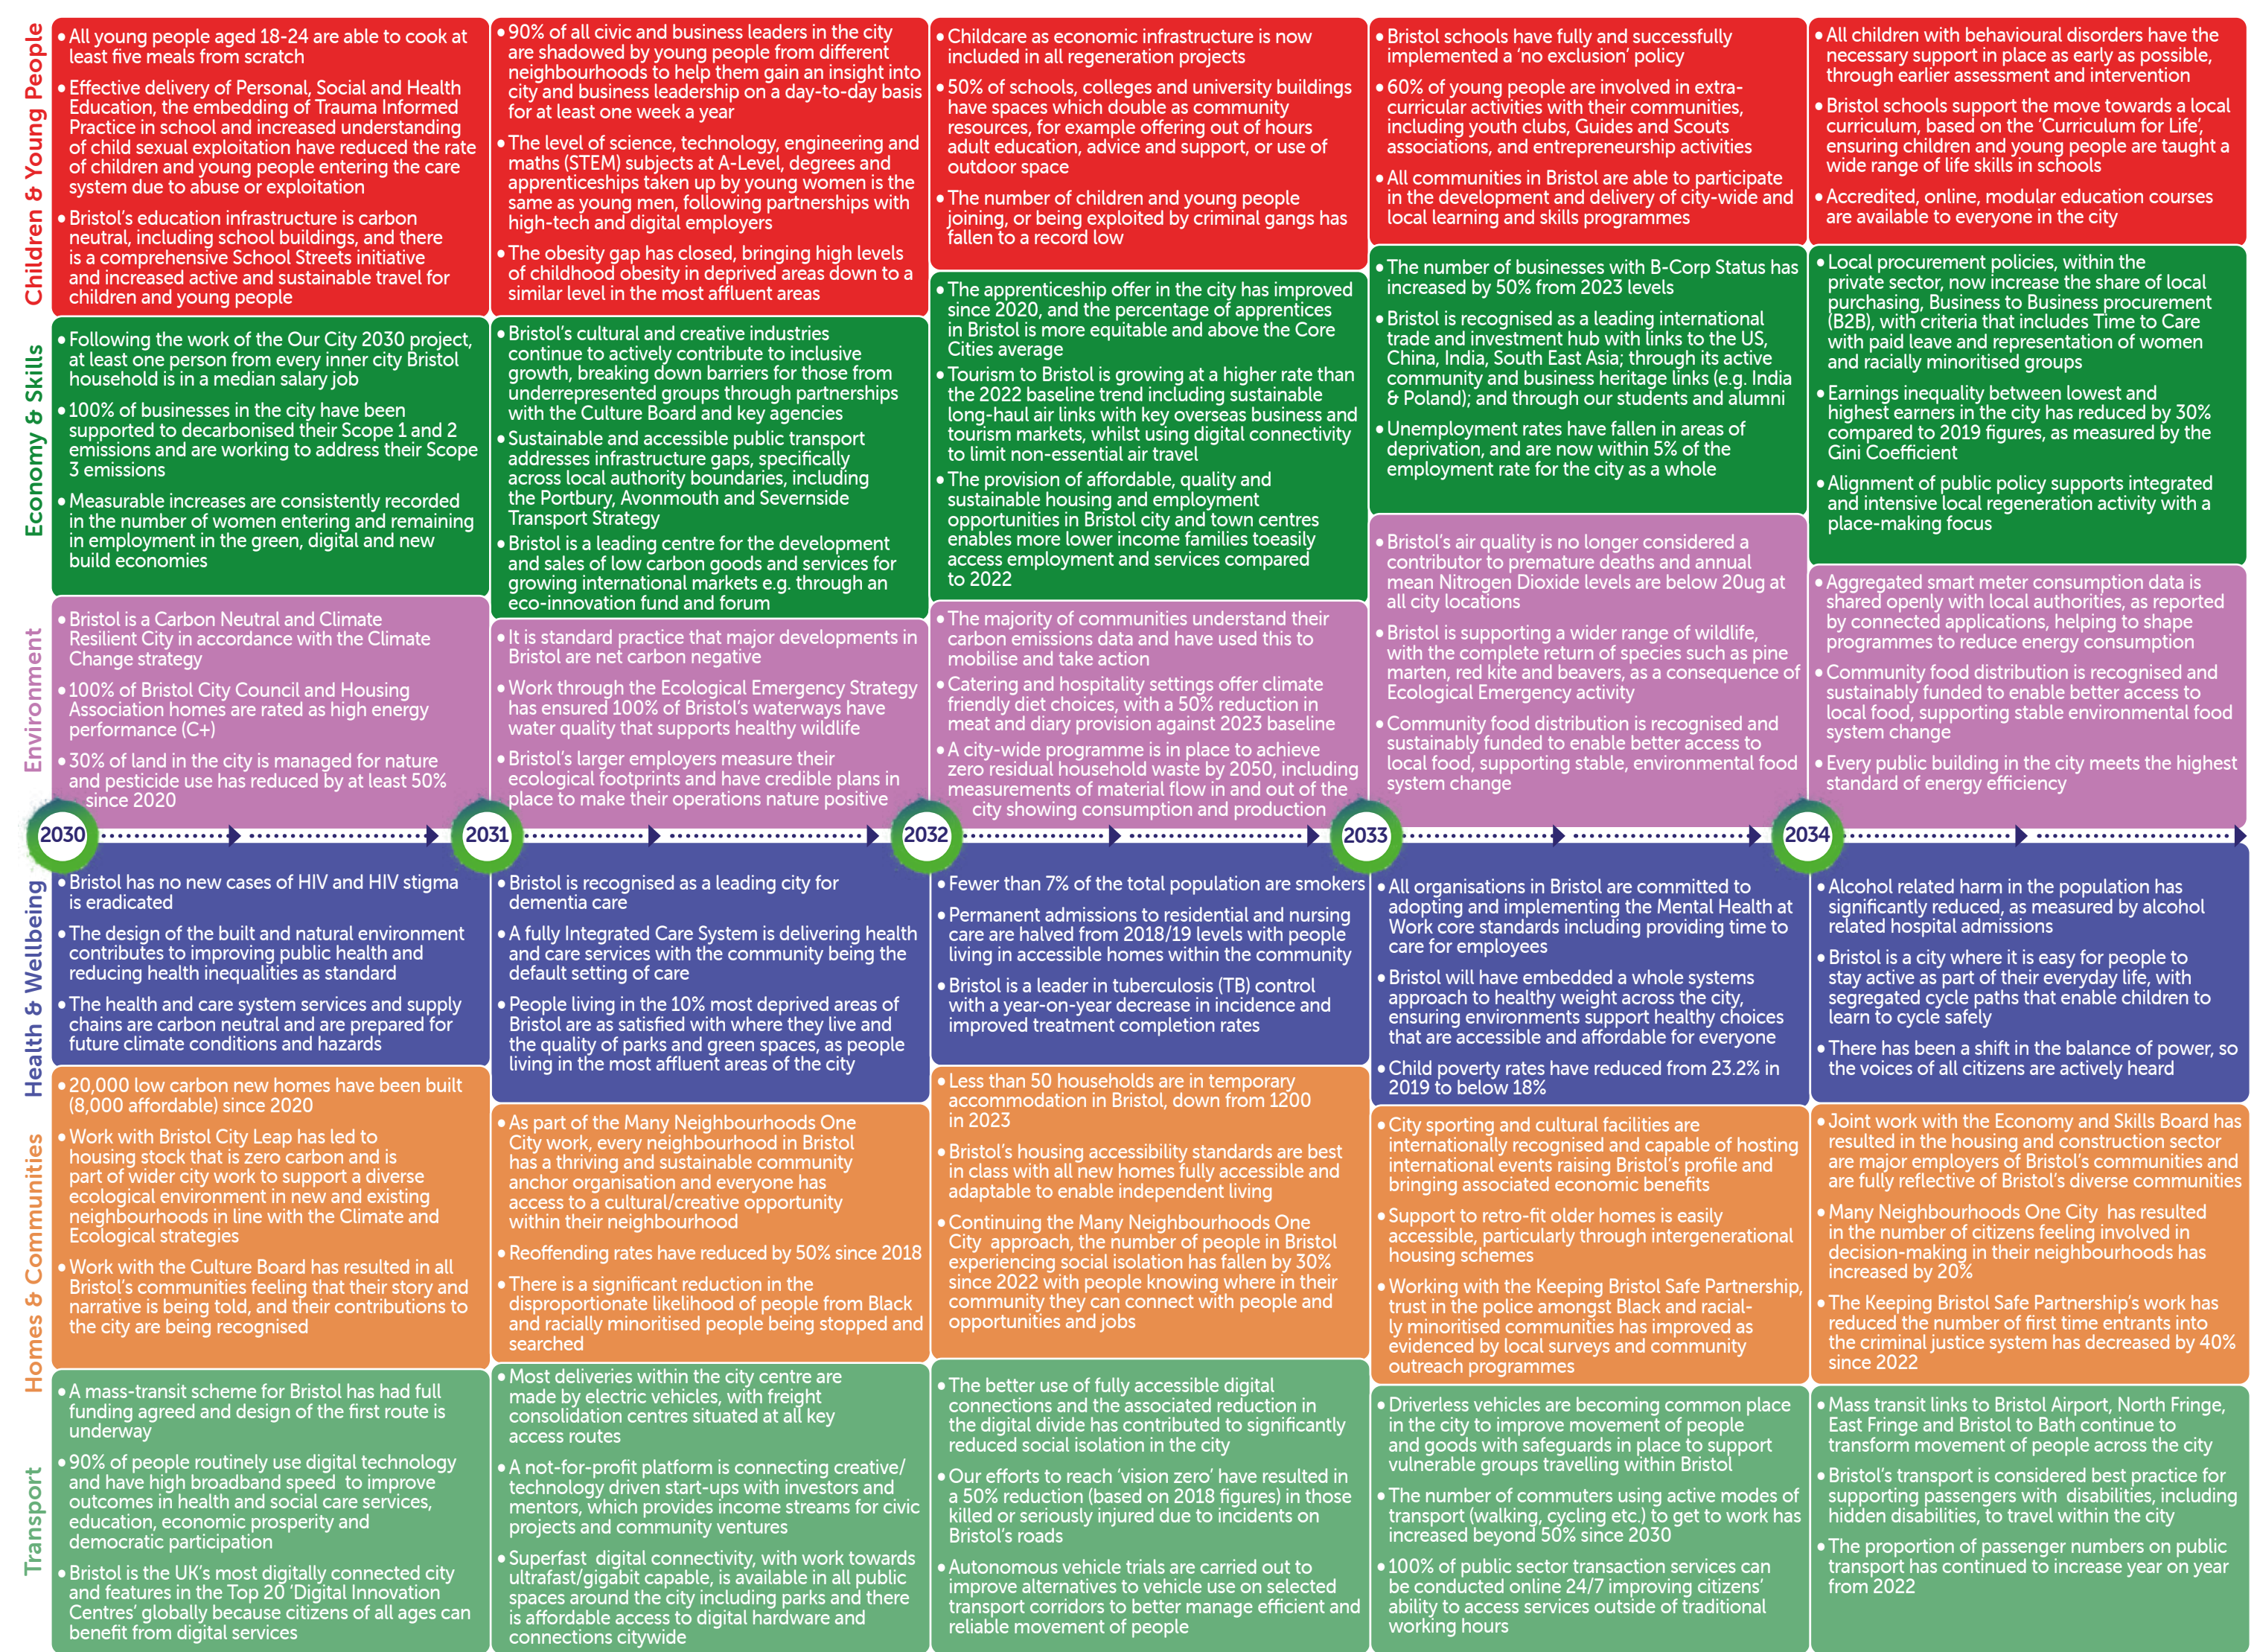 Children & Young People
• All young people aged 18-24 are able to cook at
least five meals from scratch
• Effective delivery of Personal, Social and Health
Education, the embedding of Trauma Informed
Practice in school and increased understanding
of child sexual exploitation have reduced the rate
of children and young people entering the care
system due to abuse or exploitation
• Bristol's education infrastructure is carbon
neutral, including school buildings, and there
is a comprehensive School Streets initiative
and increased active and sustainable travel for
children and young people
• 90% of all civic and business leaders in the city
are shadowed by young people from different
neighbourhoods to help them gain an insight into
city and business leadership on a day-to-day basis
for at least one week a year
• The level of science, technology, engineering and
maths (STEM) subjects at A-Level, degrees and
apprenticeships taken up by young women is the
same as young men, following partnerships with
high-tech and digital employers
• The obesity gap has closed, bringing high levels
of childhood obesity in deprived areas down to a
similar level in the most affluent areas
• Childcare as economic infrastructure is now
included in all regeneration projects
• 50% of schools, colleges and university buildings
have spaces which double as community
resources, for example offering out of hours
adult education, advice and support, or use of
outdoor space
• The number of children and young people
joining, or being exploited by criminal gangs has
fallen to a record low
• Bristol schools have fully and successfully
implemented a 'no exclusion' policy
• 60% of young people are involved in extra-
curricular activities with their communities,
including youth clubs, Guides and Scouts
associations, and entrepreneurship activities
• All communities in Bristol are able to participate
in the development and delivery of city-wide and
local learning and skills programmes
• All children with behavioural disorders have the
necessary support in place as early as possible,
through earlier assessment and intervention
• Bristol schools support the move towards a local
curriculum, based on the 'Curriculum for Life',
ensuring children and young people are taught a
wide range of life skills in schools
• Accredited, online, modular education courses
are available to everyone in the city
Economy & Skills
• Following the work of the Our City 2030 project,
at least one person from every inner city Bristol
household is in a median salary job
• 100% of businesses in the city have been
supported to decarbonised their Scope 1 and 2
emissions and are working to address their Scope
3 emissions
• Measurable increases are consistently recorded
in the number of women entering and remaining
in employment in the green, digital and new
build economies
• Bristol's cultural and creative industries
continue to actively contribute to inclusive
growth, breaking down barriers for those from
underrepresented groups through partnerships
with the Culture Board and key agencies
• Sustainable and accessible public transport
addresses infrastructure gaps, specifically
across local authority boundaries, including
the Portbury, Avonmouth and Severnside
Transport Strategy
• Bristol is a leading centre for the development
and sales of low carbon goods and services for
growing international markets e.g. through an
eco-innovation fund and forum
• The apprenticeship offer in the city has improved
since 2020, and the percentage of apprentices
in Bristol is more equitable and above the Core
Cities average
• Tourism to Bristol is growing at a higher rate than
the 2022 baseline trend including sustainable
long-haul air links with key overseas business and
tourism markets, whilst using digital connectivity
to limit non-essential air travel
• The provision of affordable, quality and
sustainable housing and employment
opportunities in Bristol city and town centres
enables more lower income families toeasily
access employment and services compared
to 2022
• The number of businesses with B-Corp Status has
increased by 50% from 2023 levels
• Bristol is recognised as a leading international
trade and investment hub with links to the US,
China, India, South East Asia; through its active
community and business heritage links (e.g. India
& Poland); and through our students and alumni
• Unemployment rates have fallen in areas of
deprivation, and are now within 5% of the
employment rate for the city as a whole
• Local procurement policies, within the
private sector, now increase the share of local
purchasing, Business to Business procurement
(B2B), with criteria that includes Time to Care
with paid leave and representation of women
and racially minoritised groups
• Earnings inequality between lowest and
highest earners in the city has reduced by 30%
compared to 2019 figures, as measured by the
Gini Coefficient
• Alignment of public policy supports integrated
and intensive local regeneration activity with a
place-making focus
Environment
• Bristol is a Carbon Neutral and Climate
Resilient City in accordance with the Climate
Change strategy
• 100% of Bristol City Council and Housing
Association homes are rated as high energy
performance (C+)
• 30% of land in the city is managed for nature
and pesticide use has reduced by at least 50%
since 2020
• It is standard practice that major developments in
Bristol are net carbon negative
• Work through the Ecological Emergency Strategy
has ensured 100% of Bristol's waterways have
water quality that supports healthy wildlife
• Bristol's larger employers measure their
ecological footprints and have credible plans in
place to make their operations nature positive
• The majority of communities understand their
carbon emissions data and have used this to
mobilise and take action
• Catering and hospitality settings offer climate
friendly diet choices, with a 50% reduction in
meat and diary provision against 2023 baseline
• A city-wide programme is in place to achieve
zero residual household waste by 2050, including
measurements of material flow in and out of the
city showing consumption and production
• Bristol's air quality is no longer considered a
contributor to premature deaths and annual
mean Nitrogen Dioxide levels are below 20ug at
all city locations
• Bristol is supporting a wider range of wildlife,
with the complete return of species such as pine
marten, red kite and beavers, as a consequence of
Ecological Emergency activity
• Community food distribution is recognised and
sustainably funded to enable better access to
local food, supporting stable, environmental food
system change
• Aggregated smart meter consumption data is
shared openly with local authorities, as reported
by connected applications, helping to shape
programmes to reduce energy consumption
• Community food distribution is recognised and
sustainably funded to enable better access to
local food, supporting stable environmental food
system change
• Every public building in the city meets the highest
standard of energy efficiency
2030
2031
2032
2033
2034
Health & Wellbeing
• Bristol has no new cases of HIV and HIV stigma
is eradicated
• The design of the built and natural environment
contributes to improving public health and
reducing health inequalities as standard
• The health and care system services and supply
chains are carbon neutral and are prepared for
future climate conditions and hazards
• Bristol is recognised as a leading city for
dementia care
• A fully Integrated Care System is delivering health
and care services with the community being the
default setting of care
• People living in the 10% most deprived areas of
Bristol are as satisfied with where they live and
the quality of parks and green spaces, as people
living in the most affluent areas of the city
• Fewer than 7% of the total population are smokers
• Permanent admissions to residential and nursing
care are halved from 2018/19 levels with people
living in accessible homes within the community
• Bristol is a leader in tuberculosis (TB) control
with a year-on-year decrease in incidence and
improved treatment completion rates
• All organisations in Bristol are committed to
adopting and implementing the Mental Health at
Work core standards including providing time to
care for employees
• Bristol will have embedded a whole systems
approach to healthy weight across the city,
ensuring environments support healthy choices
that are accessible and affordable for everyone
• Child poverty rates have reduced from 23.2% in
2019 to below 18%
• Alcohol related harm in the population has
significantly reduced, as measured by alcohol
related hospital admissions
• Bristol is a city where it is easy for people to
stay active as part of their everyday life, with
segregated cycle paths that enable children to
learn to cycle safely
• There has been a shift in the balance of power, so
the voices of all citizens are actively heard
Homes & Communities
• 20,000 low carbon new homes have been built
(8,000 affordable) since 2020
• Work with Bristol City Leap has led to
housing stock that is zero carbon and is
part of wider city work to support a diverse
ecological environment in new and existing
neighbourhoods in line with the Climate and
Ecological strategies
• Work with the Culture Board has resulted in all
Bristol's communities feeling that their story and
narrative is being told, and their contributions to
the city are being recognised
• As part of the Many Neighbourhoods One
City work, every neighbourhood in Bristol
has a thriving and sustainable community
anchor organisation and everyone has
access to a cultural/creative opportunity
within their neighbourhood
• Reoffending rates have reduced by 50% since 2018
• There is a significant reduction in the
disproportionate likelihood of people from Black
and racially minoritised people being stopped and
searched
• Less than 50 households are in temporary
accommodation in Bristol, down from 1200
in 2023
• Bristol's housing accessibility standards are best
in class with all new homes fully accessible and
adaptable to enable independent living
• Continuing the Many Neighbourhoods One
City approach, the number of people in Bristol
experiencing social isolation has fallen by 30%
since 2022 with people knowing where in their
community they can connect with people and
opportunities and jobs
• City sporting and cultural facilities are
internationally recognised and capable of hosting
international events raising Bristol's profile and
bringing associated economic benefits
• Support to retro-fit older homes is easily
accessible, particularly through intergenerational
housing schemes
• Working with the Keeping Bristol Safe Partnership,
trust in the police amongst Black and racial-
ly minoritised communities has improved as
evidenced by local surveys and community
outreach programmes
• Joint work with the Economy and Skills Board has
resulted in the housing and construction sector
are major employers of Bristol's communities and
are fully reflective of Bristol's diverse communities
• Many Neighbourhoods One City has resulted
in the number of citizens feeling involved in
decision-making in their neighbourhoods has
increased by 20%
• The Keeping Bristol Safe Partnership's work has
reduced the number of first time entrants into
the criminal justice system has decreased by 40%
since 2022
Transport
• A mass-transit scheme for Bristol has had full
funding agreed and design of the first route is
underway
• 90% of people routinely use digital technology
and have high broadband speed to improve
outcomes in health and social care services,
education, economic prosperity and
democratic participation
• Bristol is the UK's most digitally connected city
and features in the Top 20 'Digital Innovation
Centres' globally because citizens of all ages can
benefit from digital services
• Most deliveries within the city centre are
made by electric vehicles, with freight
consolidation centres situated at all key
access routes
• A not-for-profit platform is connecting creative/
technology driven start-ups with investors and
mentors, which provides income streams for civic
projects and community ventures
• Superfast digital connectivity, with work towards
ultrafast/gigabit capable, is available in all public
spaces around the city including parks and there
is affordable access to digital hardware and
connections citywide
• The better use of fully accessible digital
connections and the associated reduction in
the digital divide has contributed to significantly
reduced social isolation in the city
• Our efforts to reach 'vision zero' have resulted in
a 50% reduction (based on 2018 figures) in those
killed or seriously injured due to incidents on
Bristol's roads
• Autonomous vehicle trials are carried out to
improve alternatives to vehicle use on selected
transport corridors to better manage efficient and
reliable movement of people
• Driverless vehicles are becoming common place
in the city to improve movement of people
and goods with safeguards in place to support
vulnerable groups travelling within Bristol
• The number of commuters using active modes of
transport (walking, cycling etc.) to get to work has
increased beyond 50% since 2030
• 100% of public sector transaction services can
be conducted online 24/7 improving citizens'
ability to access services outside of traditional
working hours
• Mass transit links to Bristol Airport, North Fringe,
East Fringe and Bristol to Bath continue to
transform movement of people across the city
• Bristol's transport is considered best practice for
supporting passengers with disabilities, including
hidden disabilities, to travel within the city
• The proportion of passenger numbers on public
transport has continued to increase year on year
from 2022